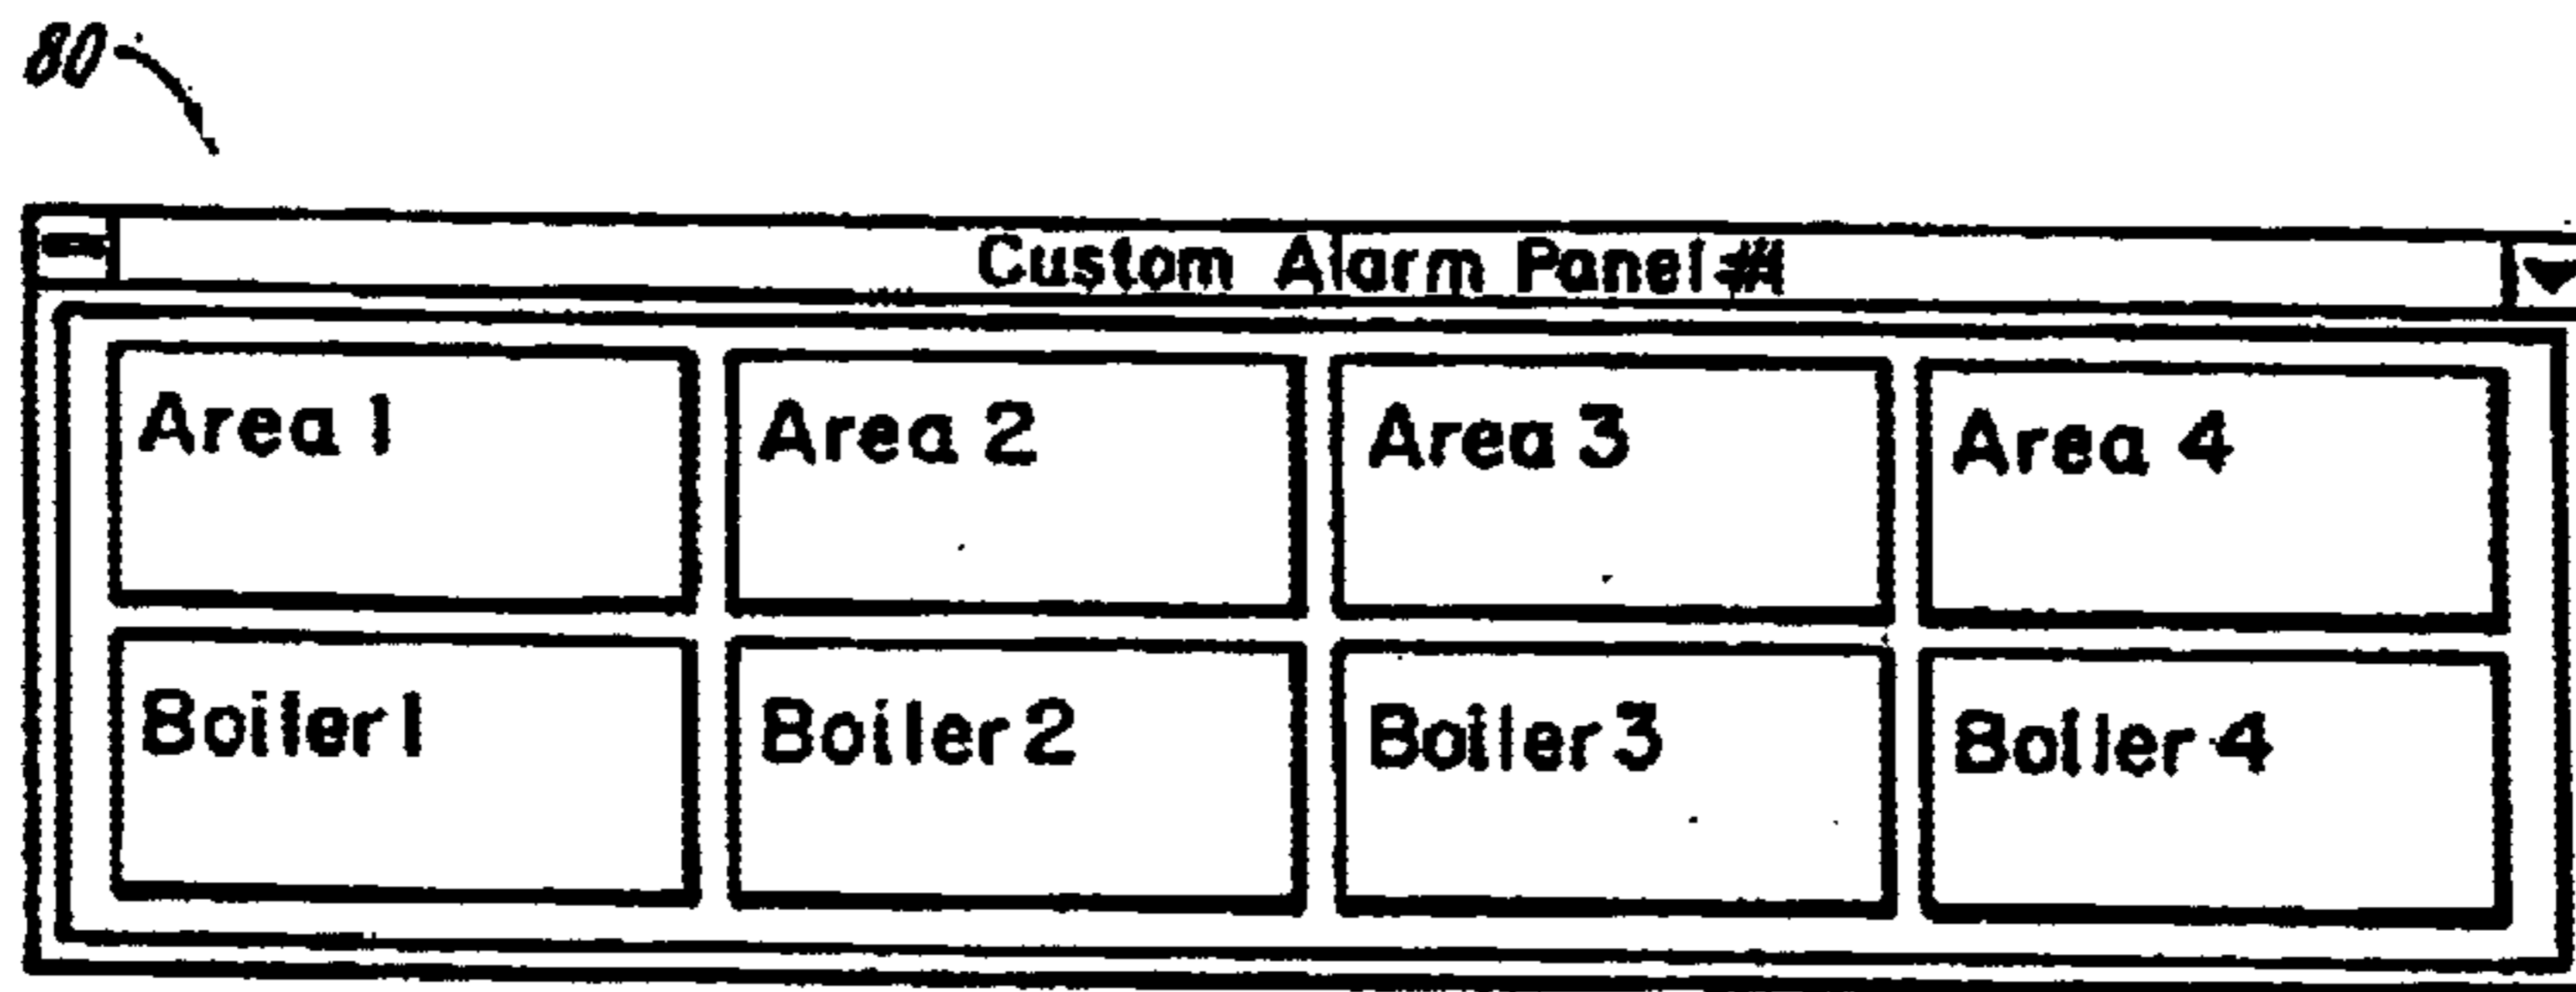 80
Custom Alarm Panel #1
Area 1 Area 2 Area 3 Area 4
Boiler 1 Boiler 2 Boiler 3 Boiler 4